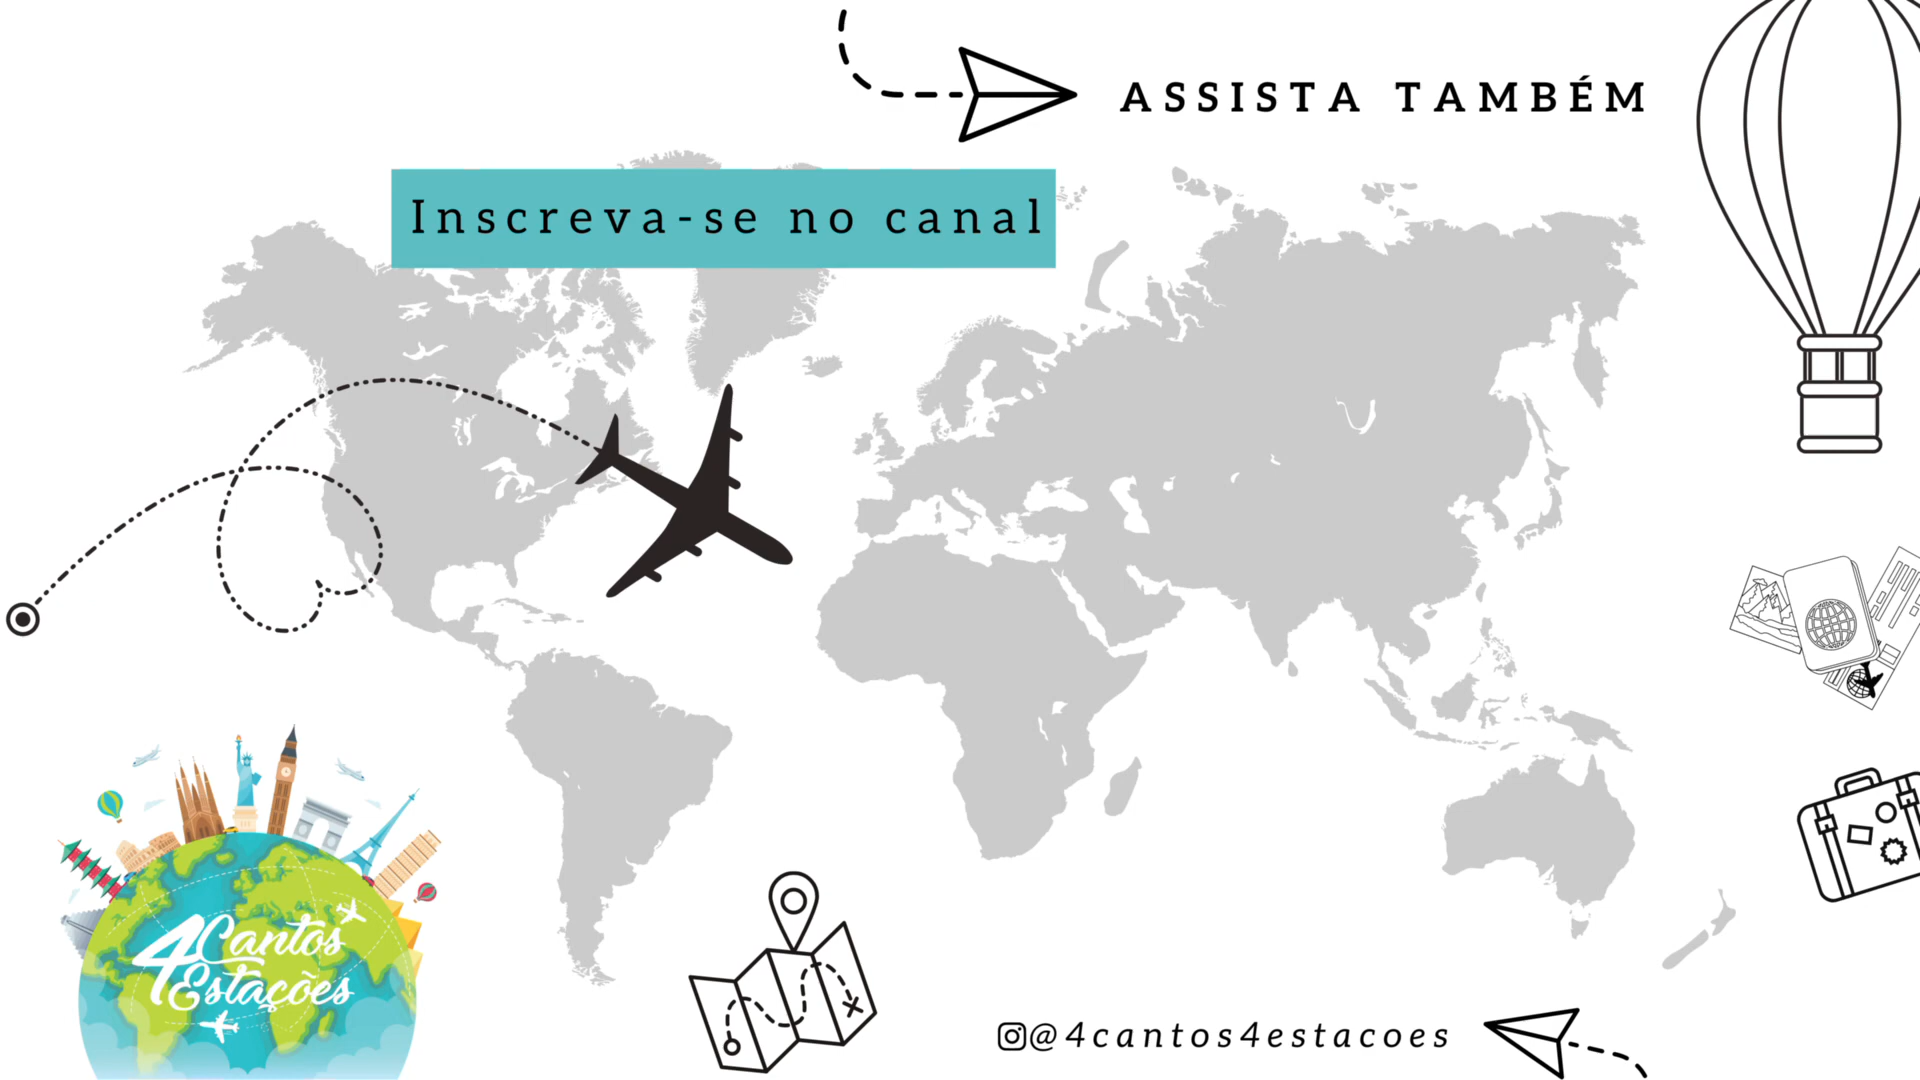 ASSISTA TAMBÉM
Inscreva-se no canal
4 Cantos
Estações
@4cantos4estacoes